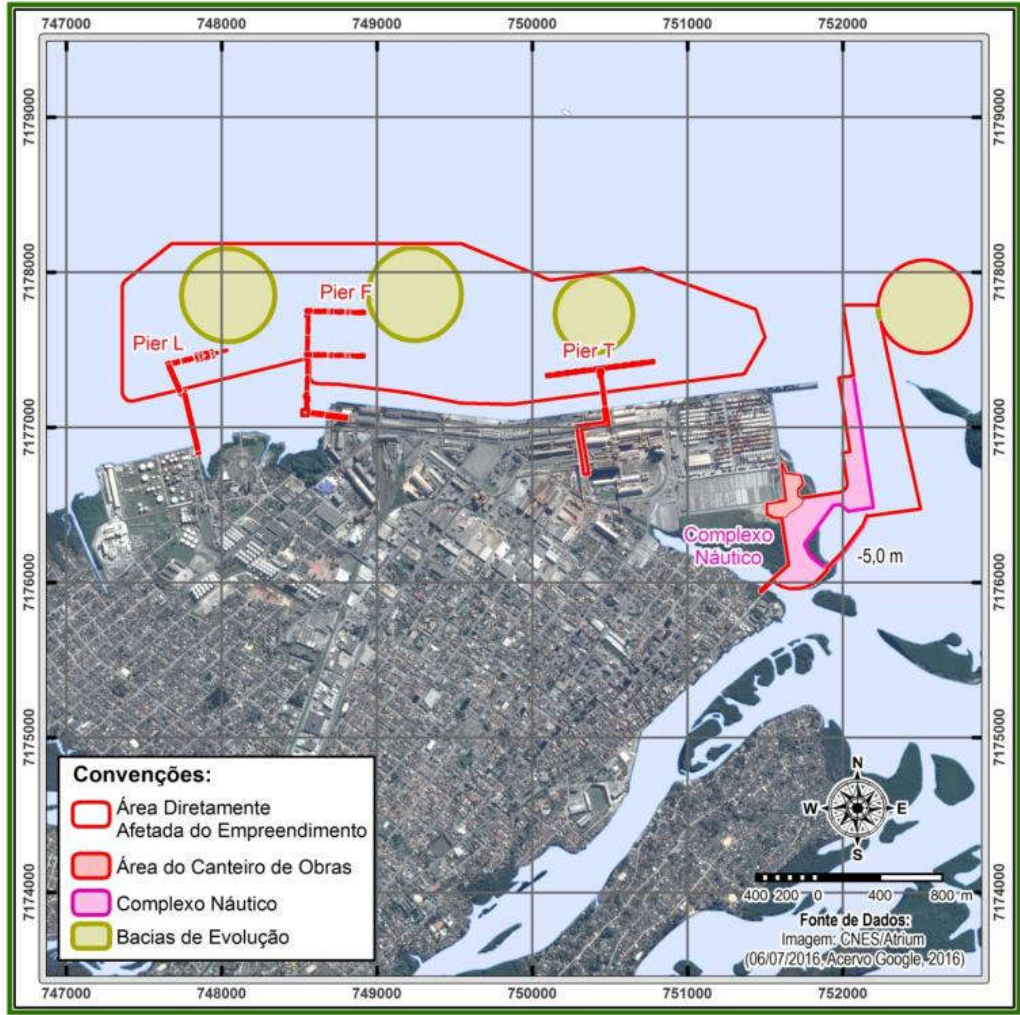 747000 748000 749000 750000 751000 752000
7179000
7179000
7178000
7178000
Pier F
Pier L
Pier T
7177000
7177000
Complexo
Náutico
-5,0 m
7176000
7176000
7175000
7175000
Convenções:
Área Diretamente
Afetada do Empreendimento
Área do Canteiro de Obras
Complexo Náutico
Bacias de Evolução
N
W E
S
7174000
7174000
400 200 0 400 800 m
Fonte de Dados:
Imagem: CNES/Atrium
(06/07/2016, Acervo Google, 2016)
747000 748000 749000 750000 751000 752000